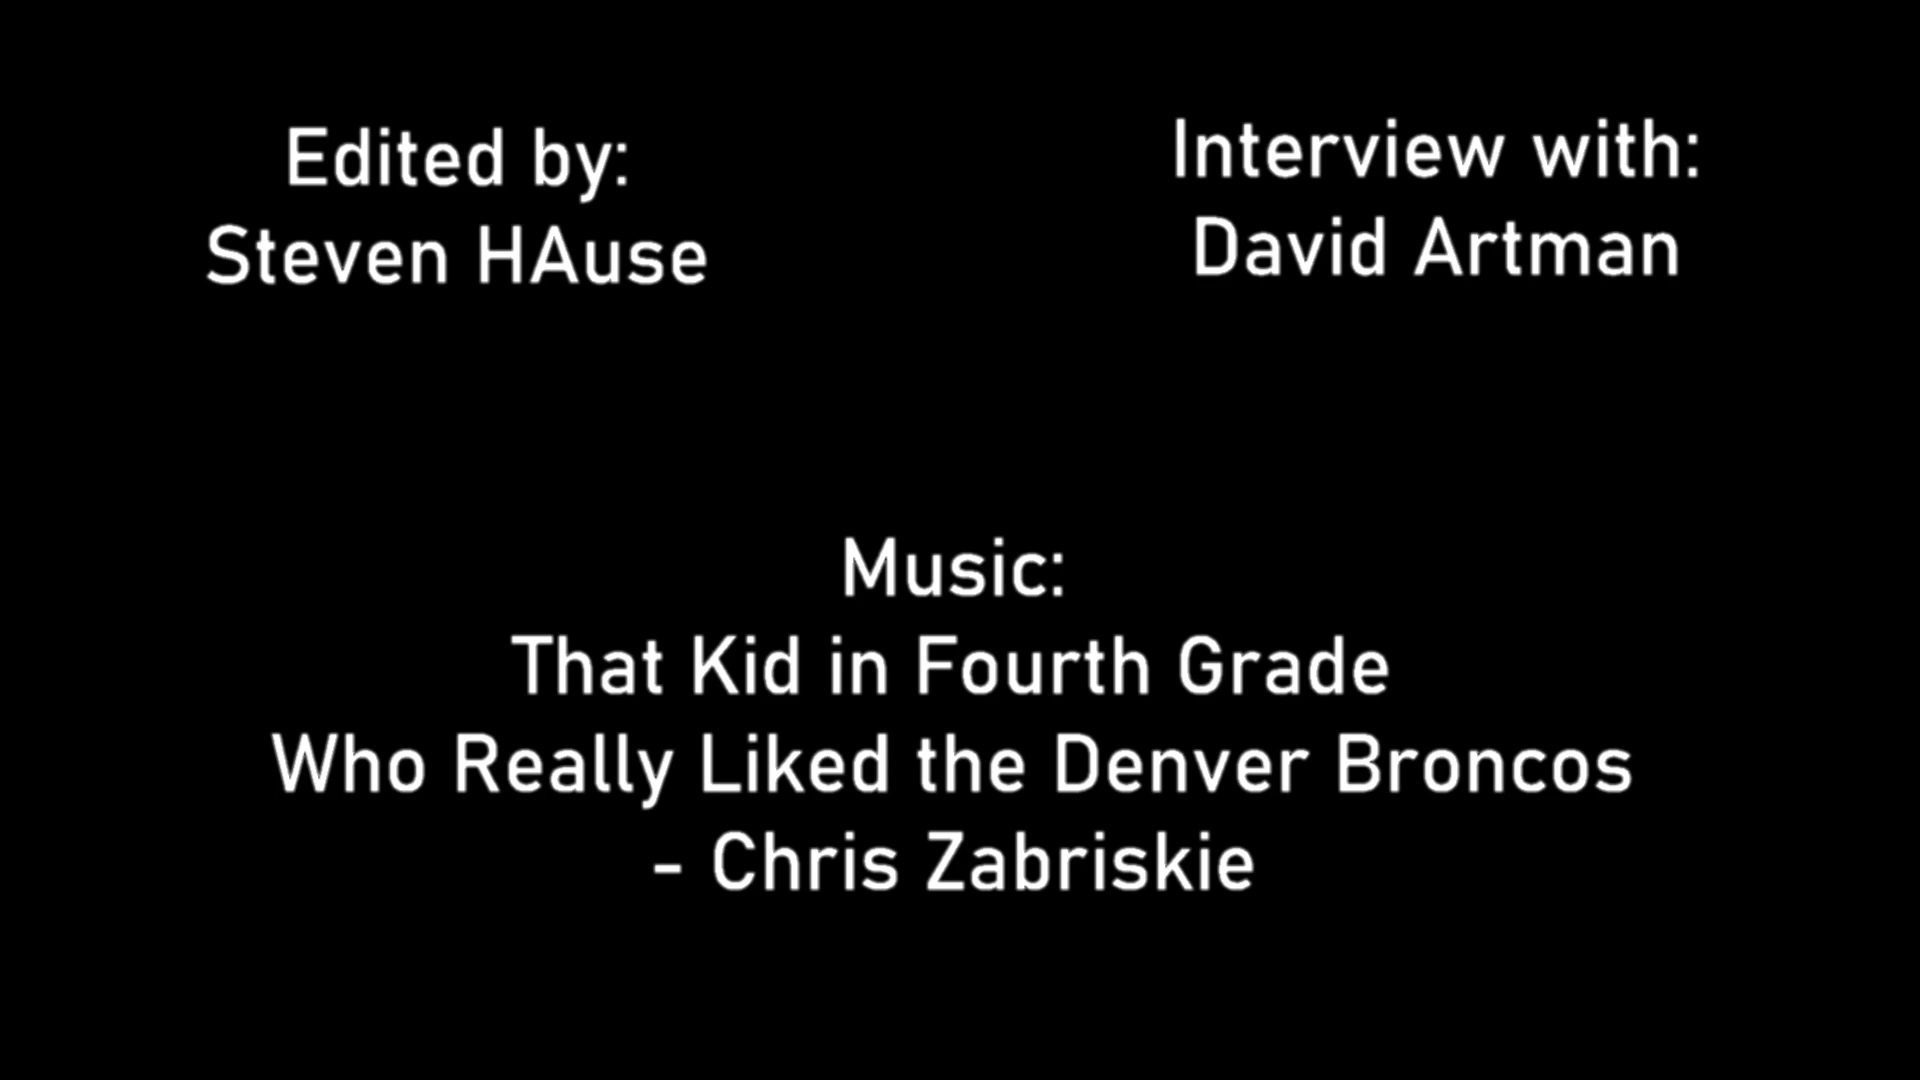 Edited by:
Steven HAuse
Interview with:
David Artman
Music:
That Kid in Fourth Grade
Who Really Liked the Denver Broncos
- Chris Zabriskie